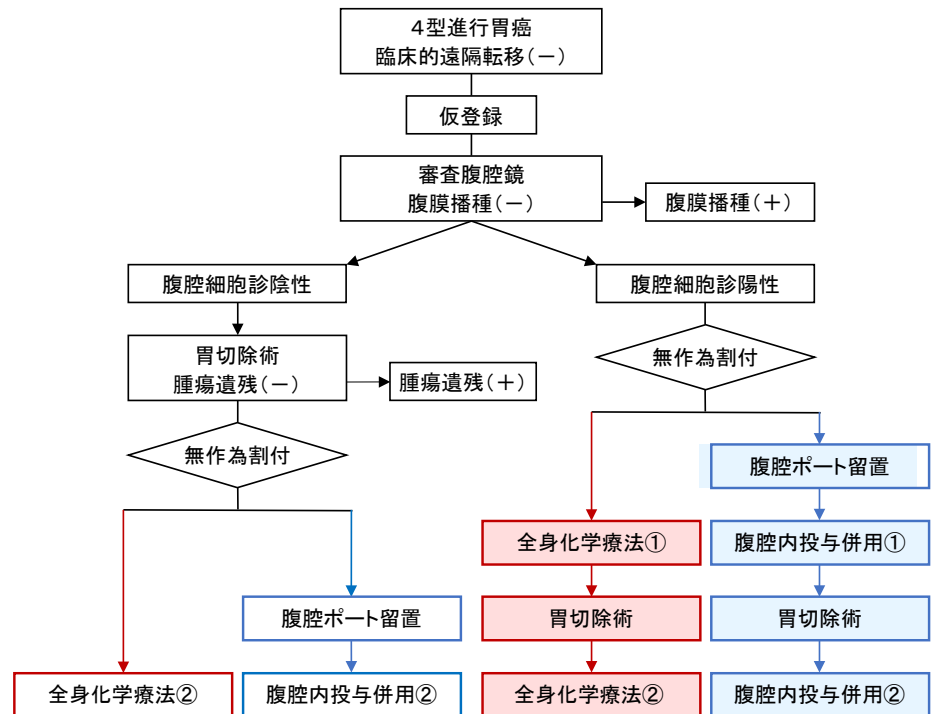 ４型進行胃癌
臨床的遠隔転移（－）
仮登録
審査腹腔鏡
腹膜播種（－）
腹膜播種（＋）
腹腔細胞診陰性
腹腔細胞診陽性
胃切除術
腫瘍遺残（－）
腫瘍遺残（＋）
無作為割付
無作為割付
腹腔ポート留置
全身化学療法①
腹腔内投与併用①
腹腔ポート留置
胃切除術
胃切除術
全身化学療法②
腹腔内投与併用②
全身化学療法②
腹腔内投与併用②